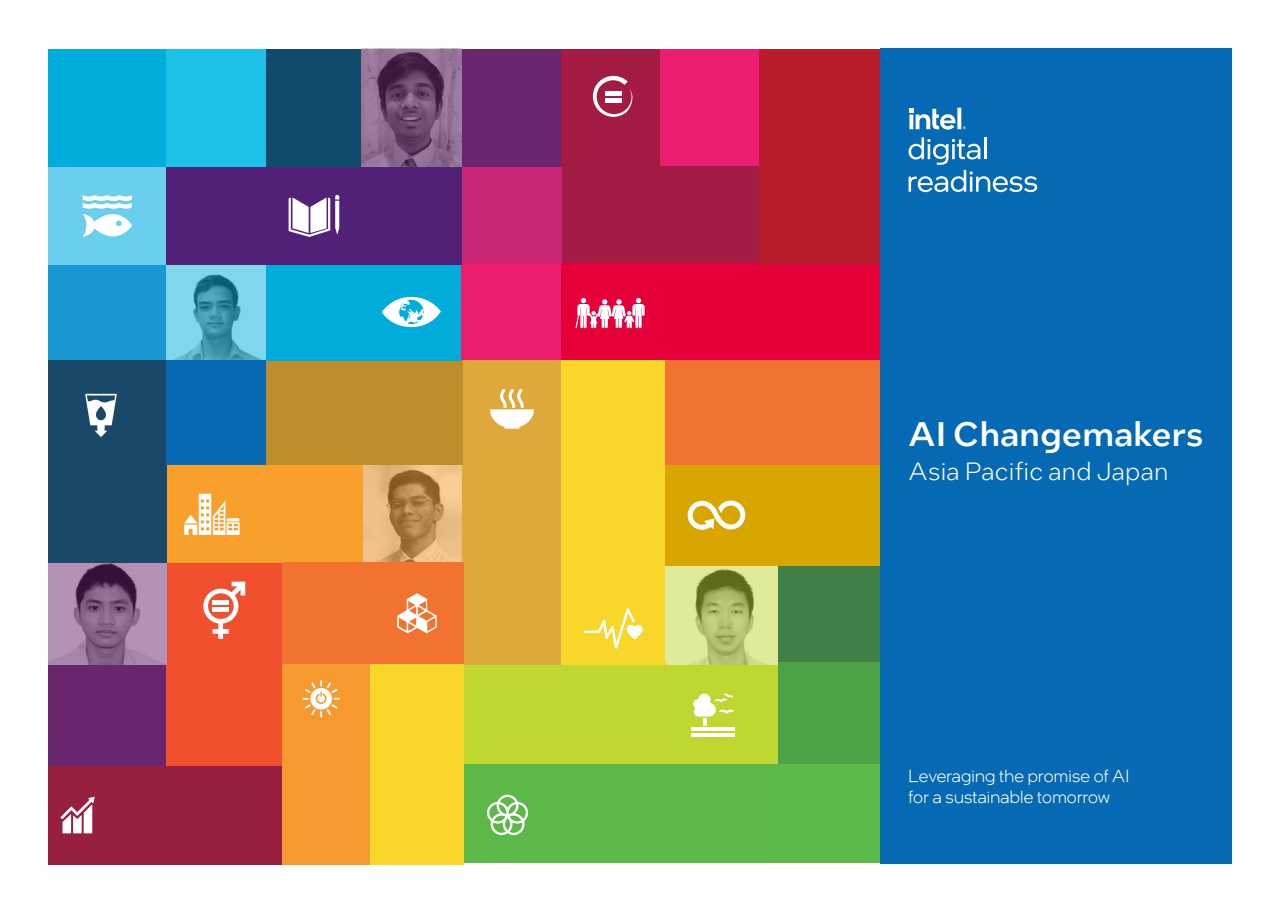 intel.
digital
readiness
AI Changemakers
Asia Pacific and Japan
Leveraging the promise of AI
for a sustainable tomorrow